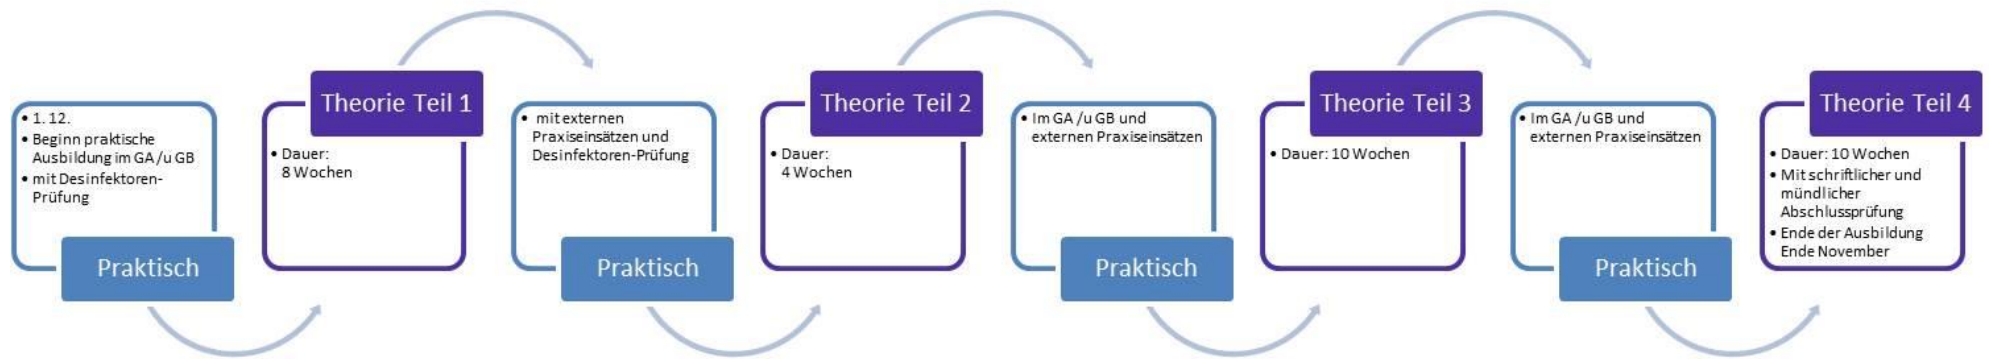 • 1. 12.
• Beginn praktische
Ausbildung im GA /u GB
• mit Desinfektoren-
Prüfung
Praktisch
Theorie Teil 1
• Dauer:
8 Wochen
• mit externen
Praxiseinsätzen und
Desinfektoren-Prüfung
Praktisch
Theorie Teil 2
• Dauer:
4 Wochen
• Im GA /u GB und
externen Praxiseinsätzen
Praktisch
Theorie Teil 3
• Dauer: 10 Wochen
• Im GA /u GB und
externen Praxiseinsätzen
Praktisch
Theorie Teil 4
• Dauer: 10 Wochen
• Mit schriftlicher und
mündlicher
Abschlussprüfung
• Ende der Ausbildung
Ende November